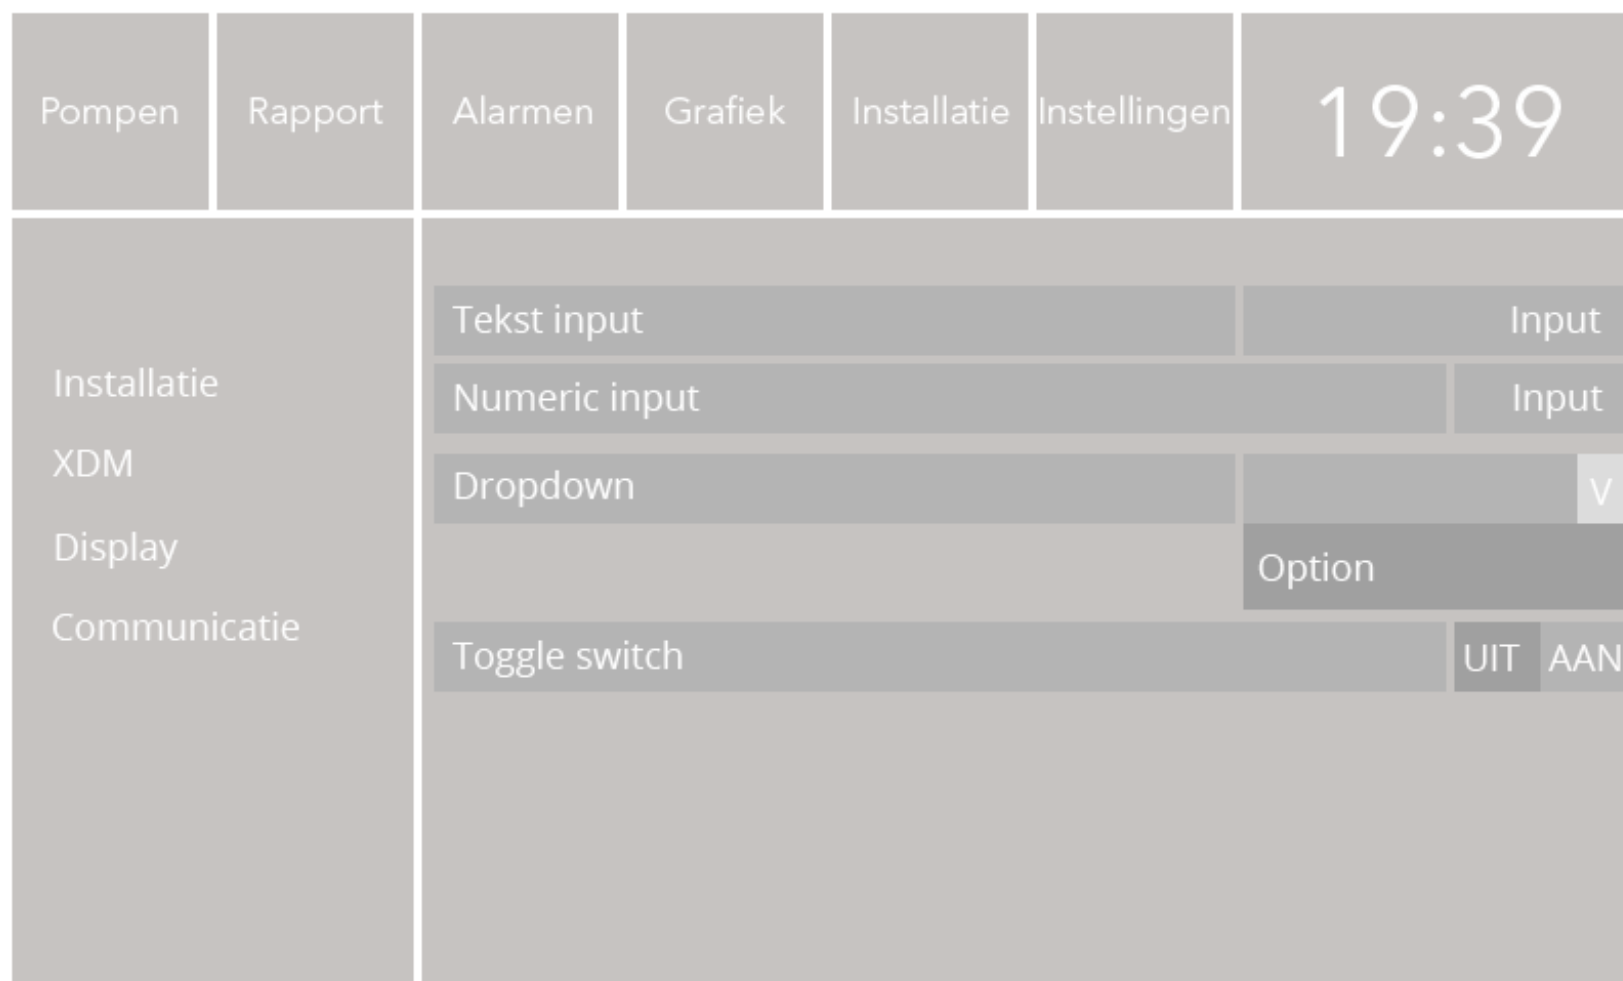 Pompen Rapport Alarmen Grafiek Installatie Instellingen 19:39
Tekst input Input
Installatie
Numeric input Input
XDM
Dropdown V
Display
Option
Communicatie
Toggle switch UIT AAN